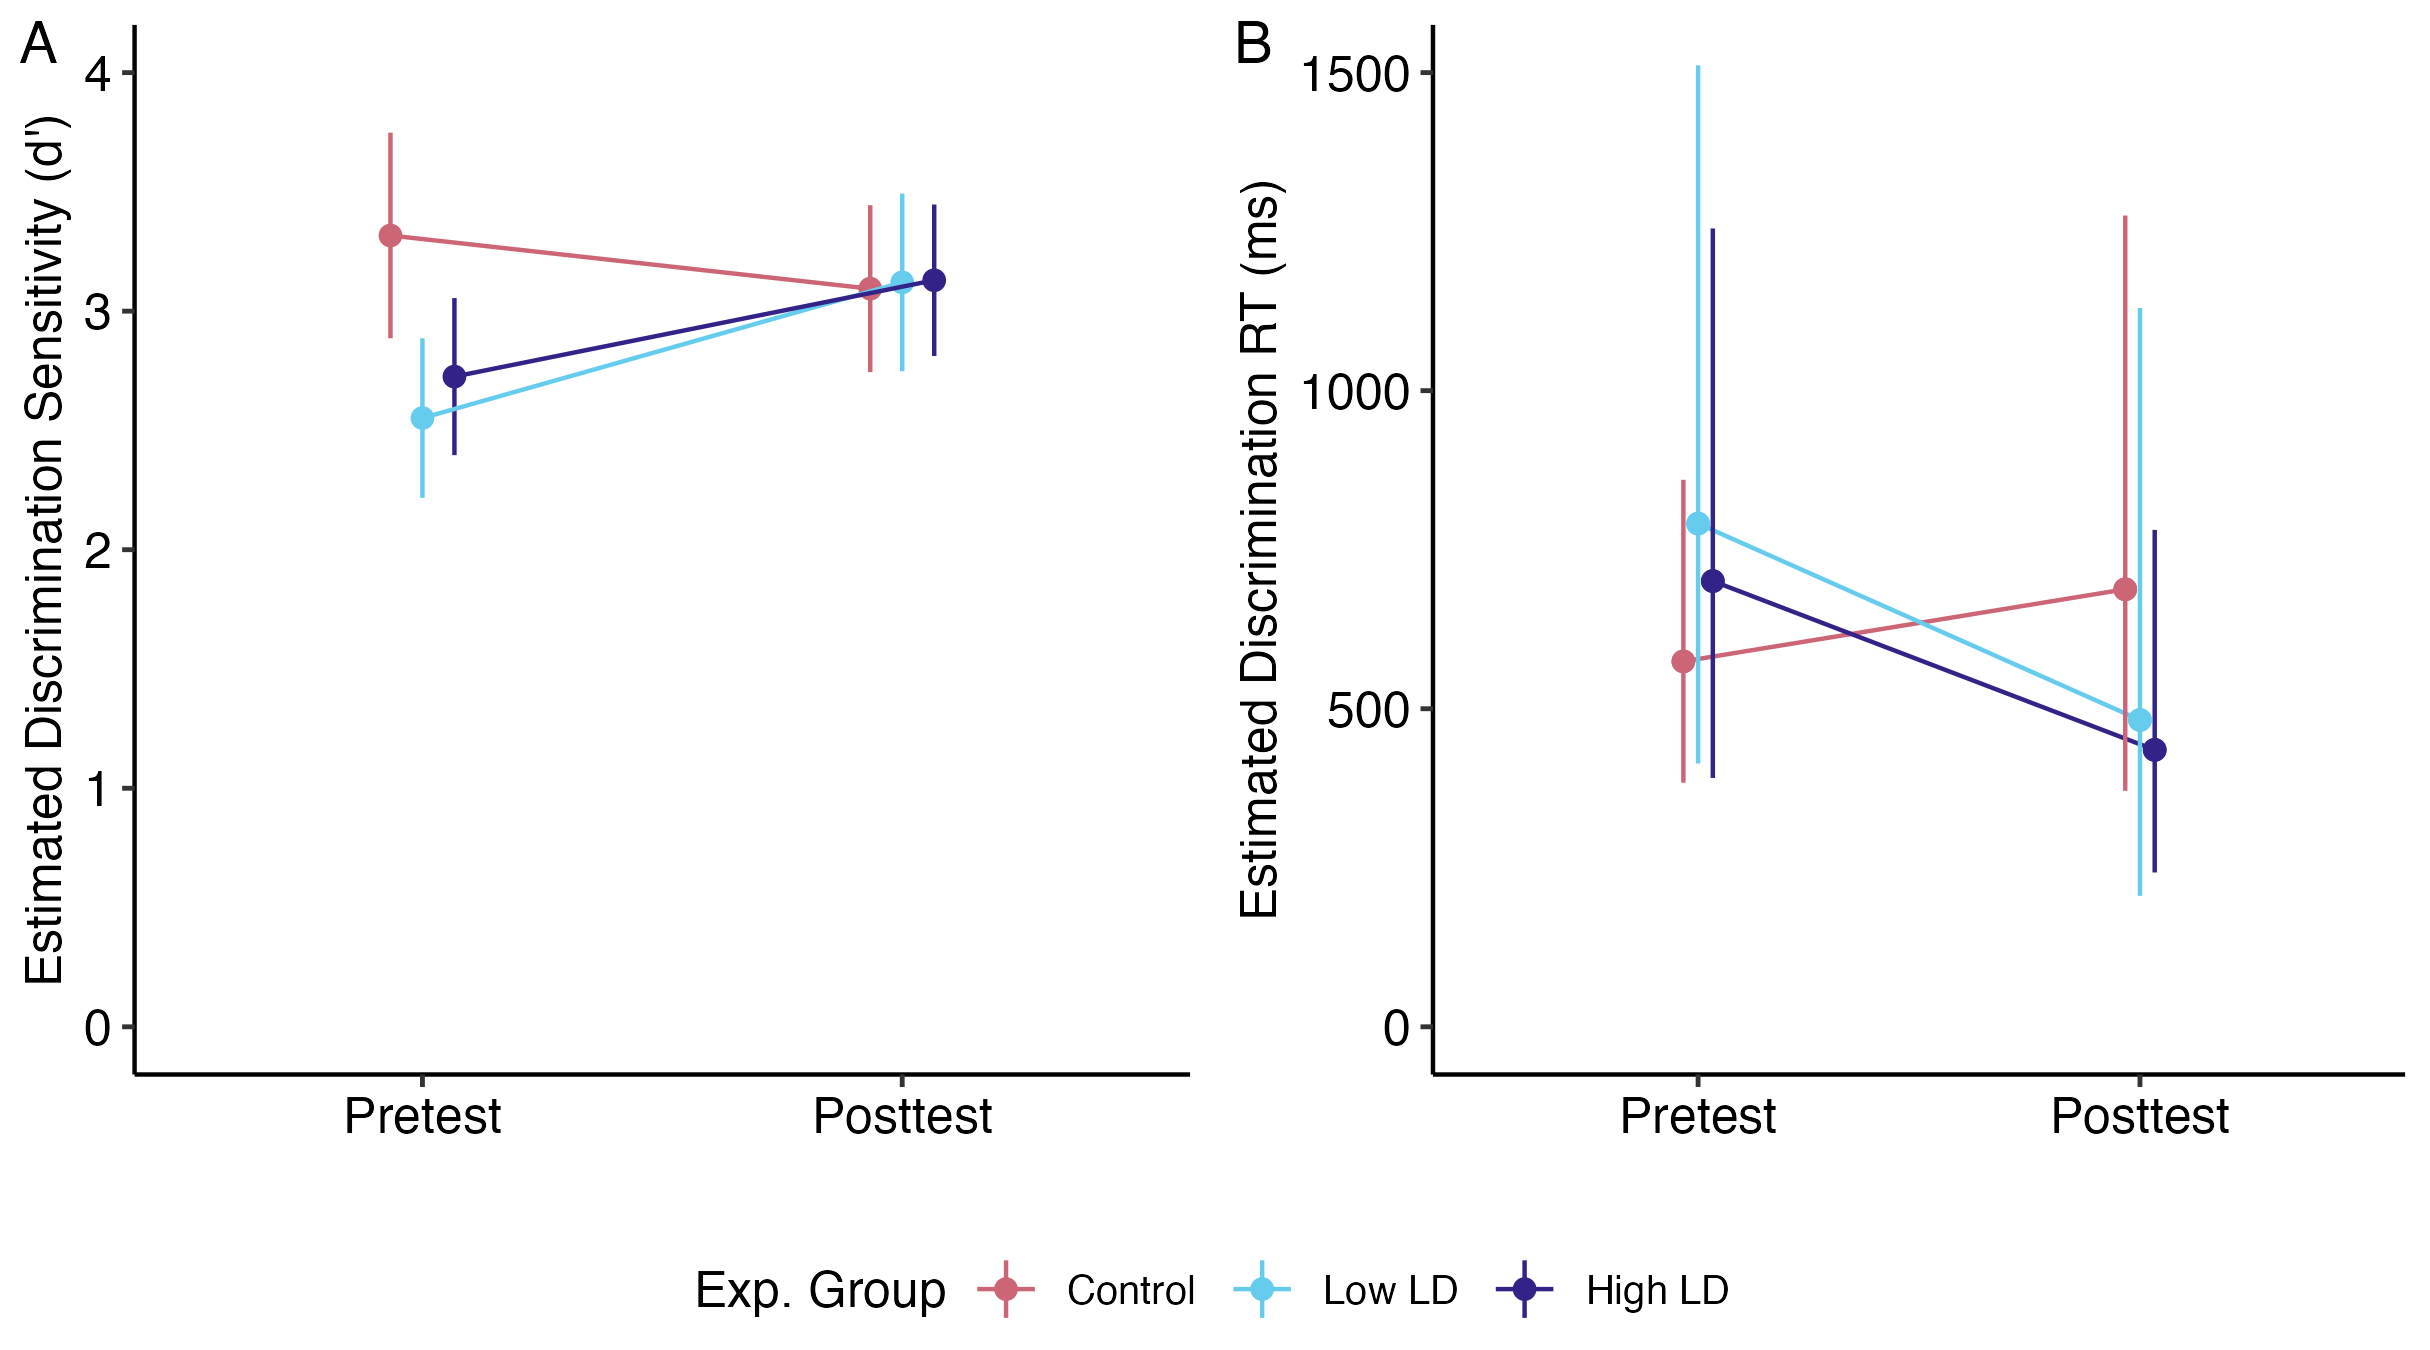 A
Estimated Discrimination Sensitivity (d')
4
3
2
1
0
Pretest Posttest
B
Estimated Discrimination RT (ms)
1500
1000
500
0
Pretest Posttest
Exp. Group Control Low LD High LD